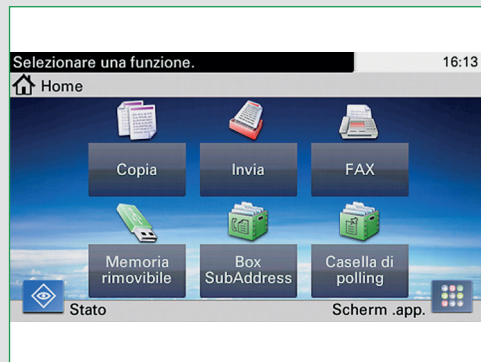 Selezionare una funzione.
16:13
Home
Copia
Invia
FAX
Memoria
rimovibile
Box
SubAddress
Casella di
polling
Stato
Scherm .app.